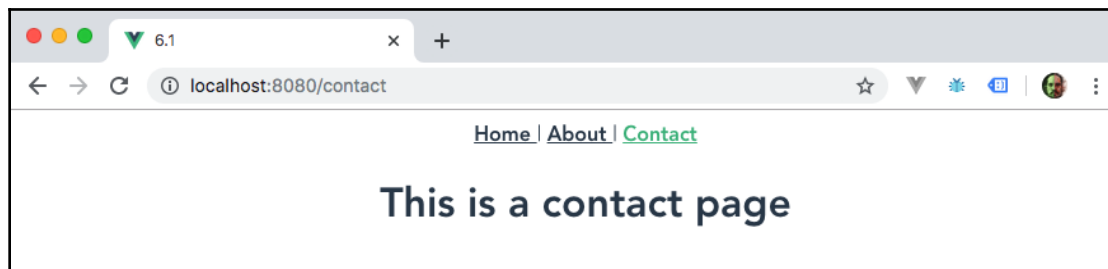 6.1
localhost:8080/contact
Home | About | Contact
This is a contact page